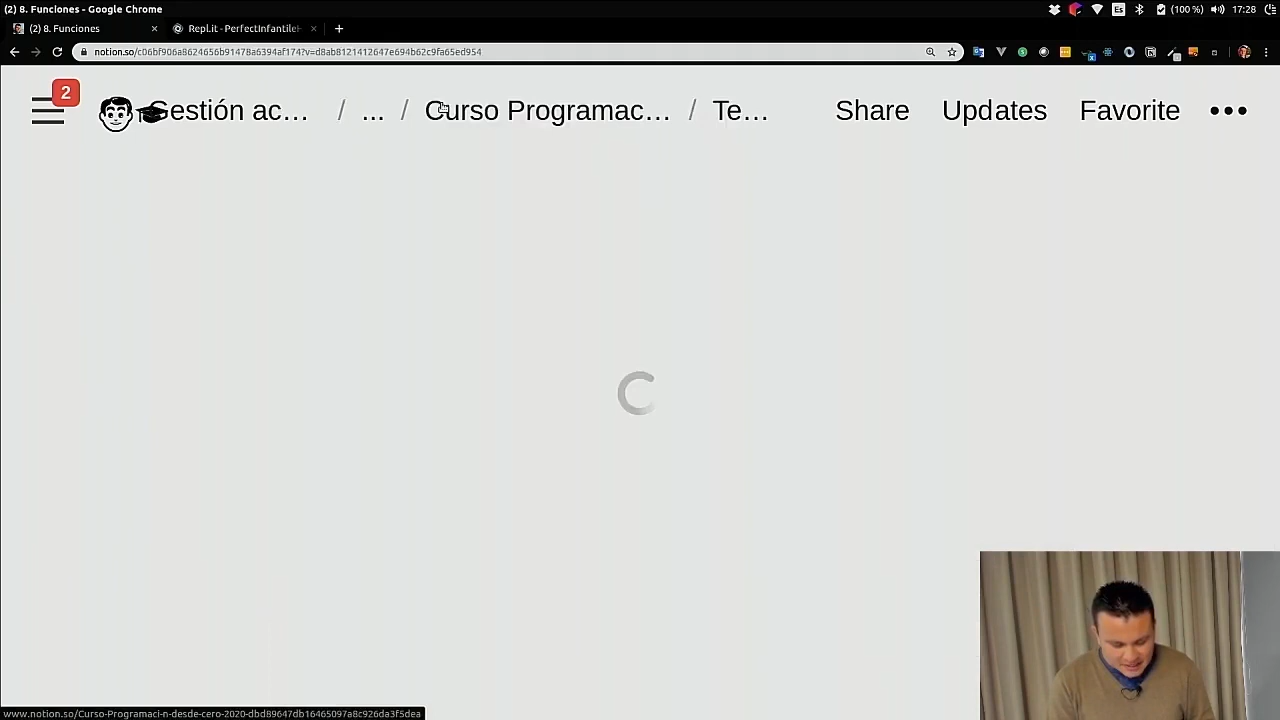 (2) 8. Funciones - Google Chrome
Es (100 %) 17:28
(2) 8. Funciones × Repl.it - PerfectInfantile × +
notion.so/c06bf906a8624656b91478a6394af174?v=d8ab8121412647e694b62c9fa65ed954
2
Gestión ac… / ... / Curso Programac… / Te… Share Updates Favorite •••
www.notion.so/Curso-Programaci-n-desde-cero-2020-dbd89647db16465097a8c926da3f5dea